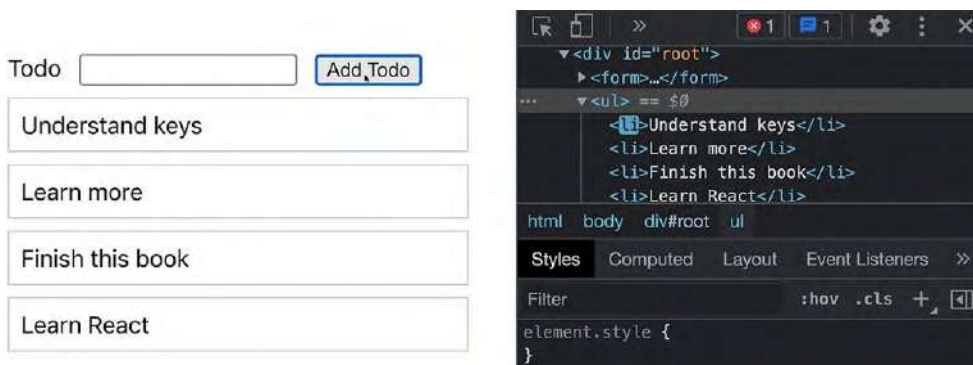 Todo Add Todo
Understand keys
Learn more
Finish this book
Learn React
» 1 1
▼<div id="root">
▶<form>…</form>
… ▼<ul> == $0
<li>Understand keys</li>
<li>Learn more</li>
<li>Finish this book</li>
<li>Learn React</li>
html body div#root ul
Styles Computed Layout Event Listeners »
Filter :hov .cls +
element.style {
}